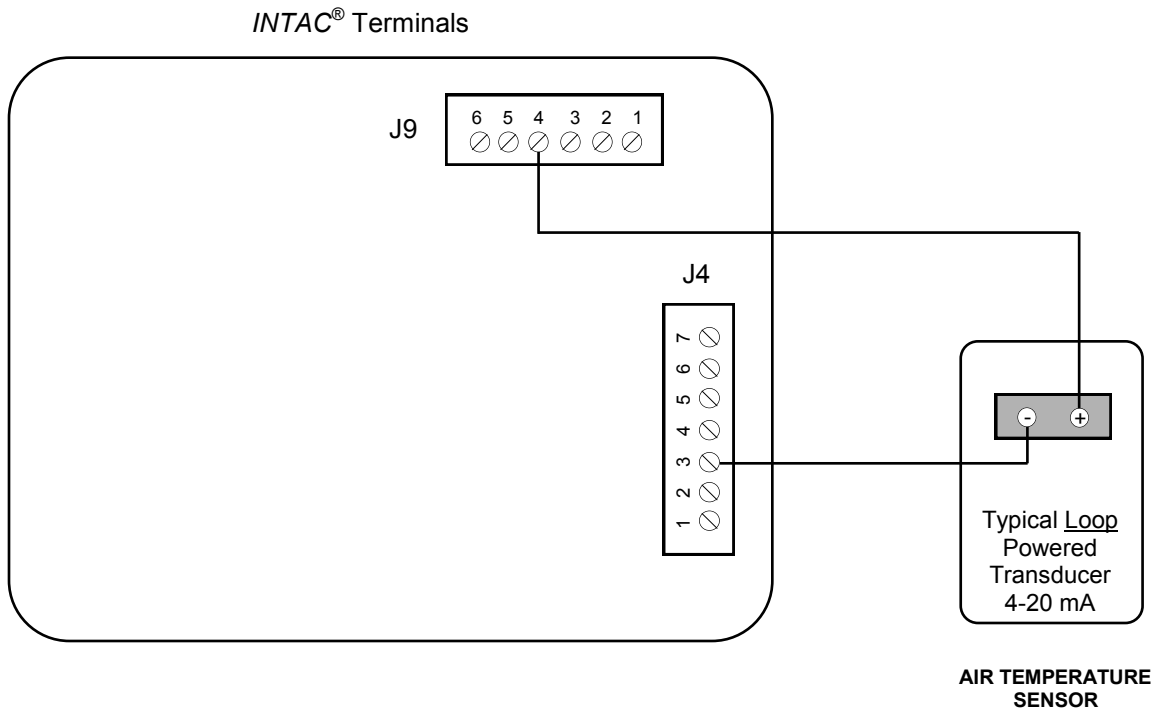 INTAC® Terminals
J9
6 5 4 3 2 1
J4
7
6
5
4
3
2
1
- +
Typical Loop
Powered
Transducer
4-20 mA
AIR TEMPERATURE
SENSOR